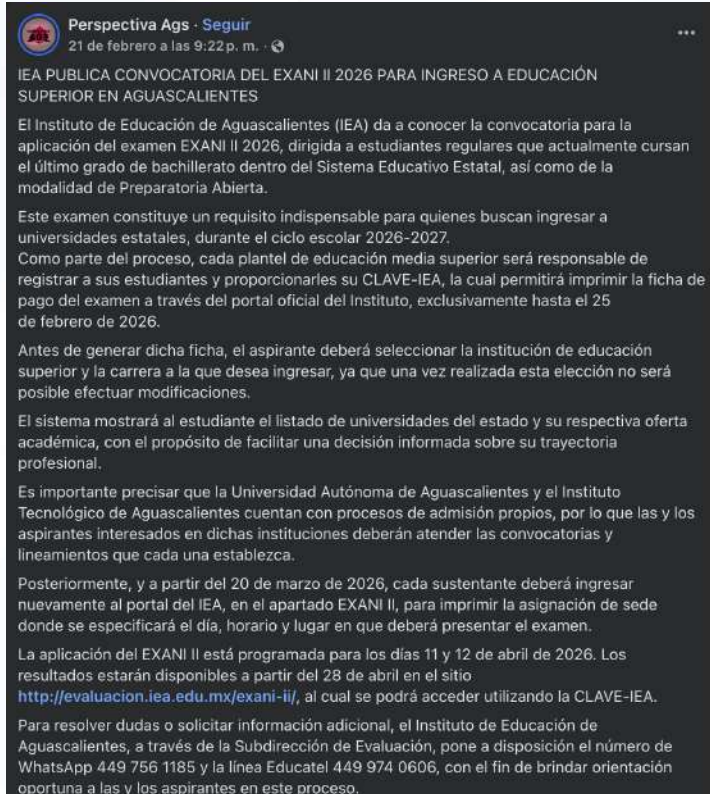 Perspectiva Ags · Seguir
21 de febrero a las 9:22 p. m. ·
IEA PUBLICA CONVOCATORIA DEL EXANI II 2026 PARA INGRESO A EDUCACIÓN
SUPERIOR EN AGUASCALIENTES
El Instituto de Educación de Aguascalientes (IEA) da a conocer la convocatoria para la
aplicación del examen EXANI II 2026, dirigida a estudiantes regulares que actualmente cursan
el último grado de bachillerato dentro del Sistema Educativo Estatal, así como de la
modalidad de Preparatoria Abierta.
Este examen constituye un requisito indispensable para quienes buscan ingresar a
universidades estatales, durante el ciclo escolar 2026-2027.
Como parte del proceso, cada plantel de educación media superior será responsable de
registrar a sus estudiantes y proporcionarles su CLAVE-IEA, la cual permitirá imprimir la ficha de
pago del examen a través del portal oficial del Instituto, exclusivamente hasta el 25
de febrero de 2026.
Antes de generar dicha ficha, el aspirante deberá seleccionar la institución de educación
superior y la carrera a la que desea ingresar, ya que una vez realizada esta elección no será
posible efectuar modificaciones.
El sistema mostrará al estudiante el listado de universidades del estado y su respectiva oferta
académica, con el propósito de facilitar una decisión informada sobre su trayectoria
profesional.
Es importante precisar que la Universidad Autónoma de Aguascalientes y el Instituto
Tecnológico de Aguascalientes cuentan con procesos de admisión propios, por lo que las y los
aspirantes interesados en dichas instituciones deberán atender las convocatorias y
lineamientos que cada una establezca.
Posteriormente, y a partir del 20 de marzo de 2026, cada sustentante deberá ingresar
nuevamente al portal del IEA, en el apartado EXANI II, para imprimir la asignación de sede
donde se especificará el día, horario y lugar en que deberá presentar el examen.
La aplicación del EXANI II está programada para los días 11 y 12 de abril de 2026. Los
resultados estarán disponibles a partir del 28 de abril en el sitio
http://evaluacion.iea.edu.mx/exani-ii/, al cual se podrá acceder utilizando la CLAVE-IEA.
Para resolver dudas o solicitar información adicional, el Instituto de Educación de
Aguascalientes, a través de la Subdirección de Evaluación, pone a disposición el número de
WhatsApp 449 756 1185 y la línea Educatel 449 974 0606, con el fin de brindar orientación
oportuna a las y los aspirantes en este proceso.